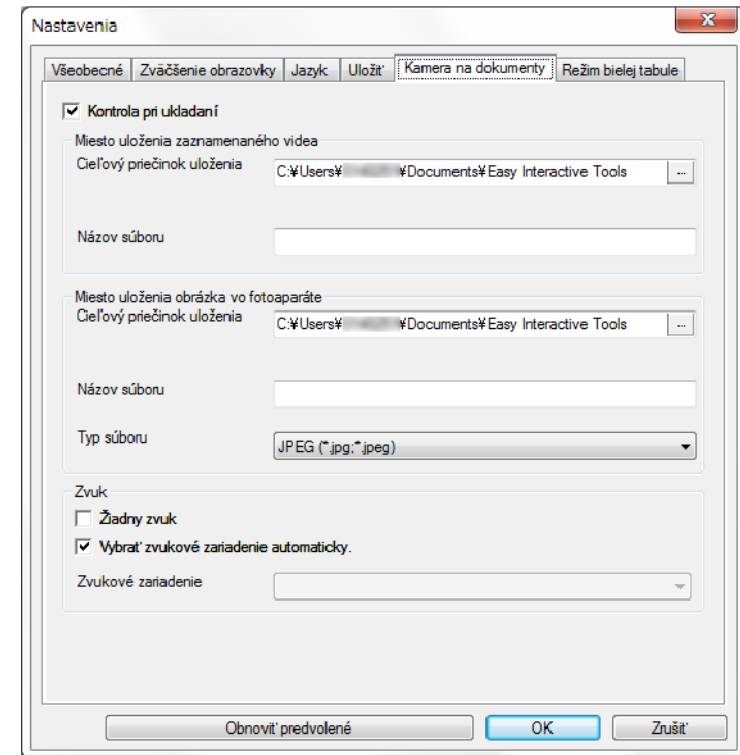 Nastavenia
Všeobecné Zväčšenie obrazovky Jazyk Uložiť Kamera na dokumenty Režim bielej tabule
Kontrola pri ukladaní
Miesto uloženia zaznamenaného videa
Cieľový priečinok uloženia C:¥Users¥ ¥Documents¥Easy Interactive Tools ...
Názov súboru
Miesto uloženia obrázka vo fotoaparáte
Cieľový priečinok uloženia C:¥Users¥ ¥Documents¥Easy Interactive Tools ...
Názov súboru
Typ súboru JPEG (*.jpg;*.jpeg)
Zvuk
Žiadny zvuk
Vybrať zvukové zariadenie automaticky.
Zvukové zariadenie
Obnoviť predvolené OK Zrušiť